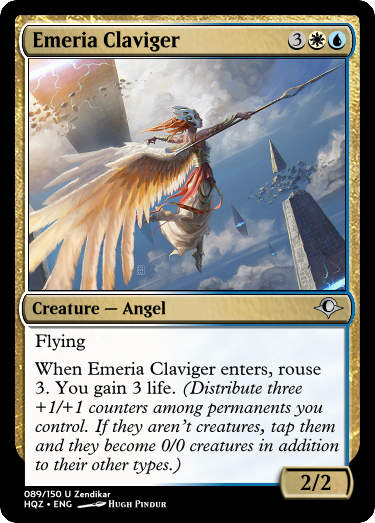 Emeria Claviger 3
Creature — Angel
Flying
When Emeria Claviger enters, rouse
3. You gain 3 life. (Distribute three
+1/+1 counters among permanents you
control. If they aren't creatures, tap them
and they become 0/0 creatures in addition
to their other types.)
2/2
089/150 U Zendikar
HQZ • ENG Hugh Pindur